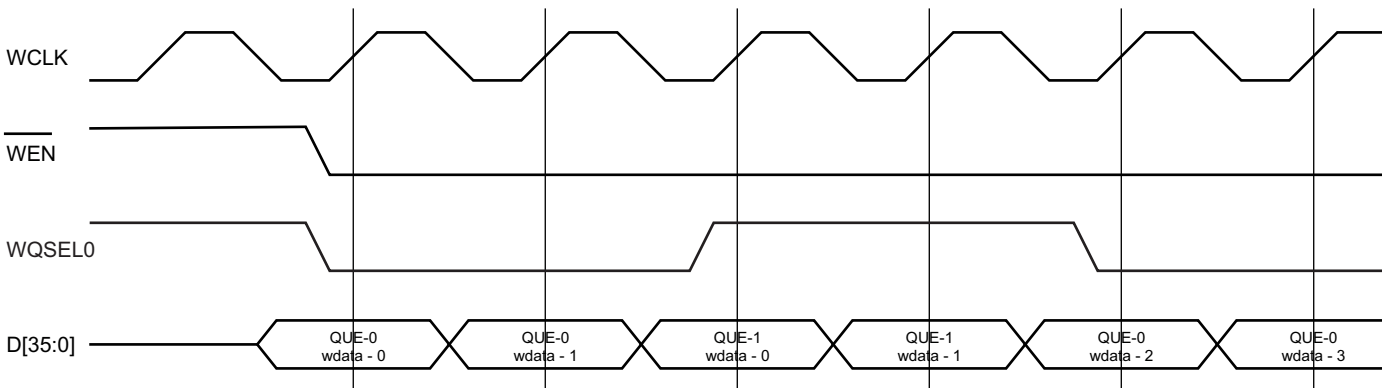 WCLK
WEN
WQSEL0
D[35:0]
QUE-0
wdata - 0
QUE-0
wdata - 1
QUE-1
wdata - 0
QUE-1
wdata - 1
QUE-0
wdata - 2
QUE-0
wdata - 3